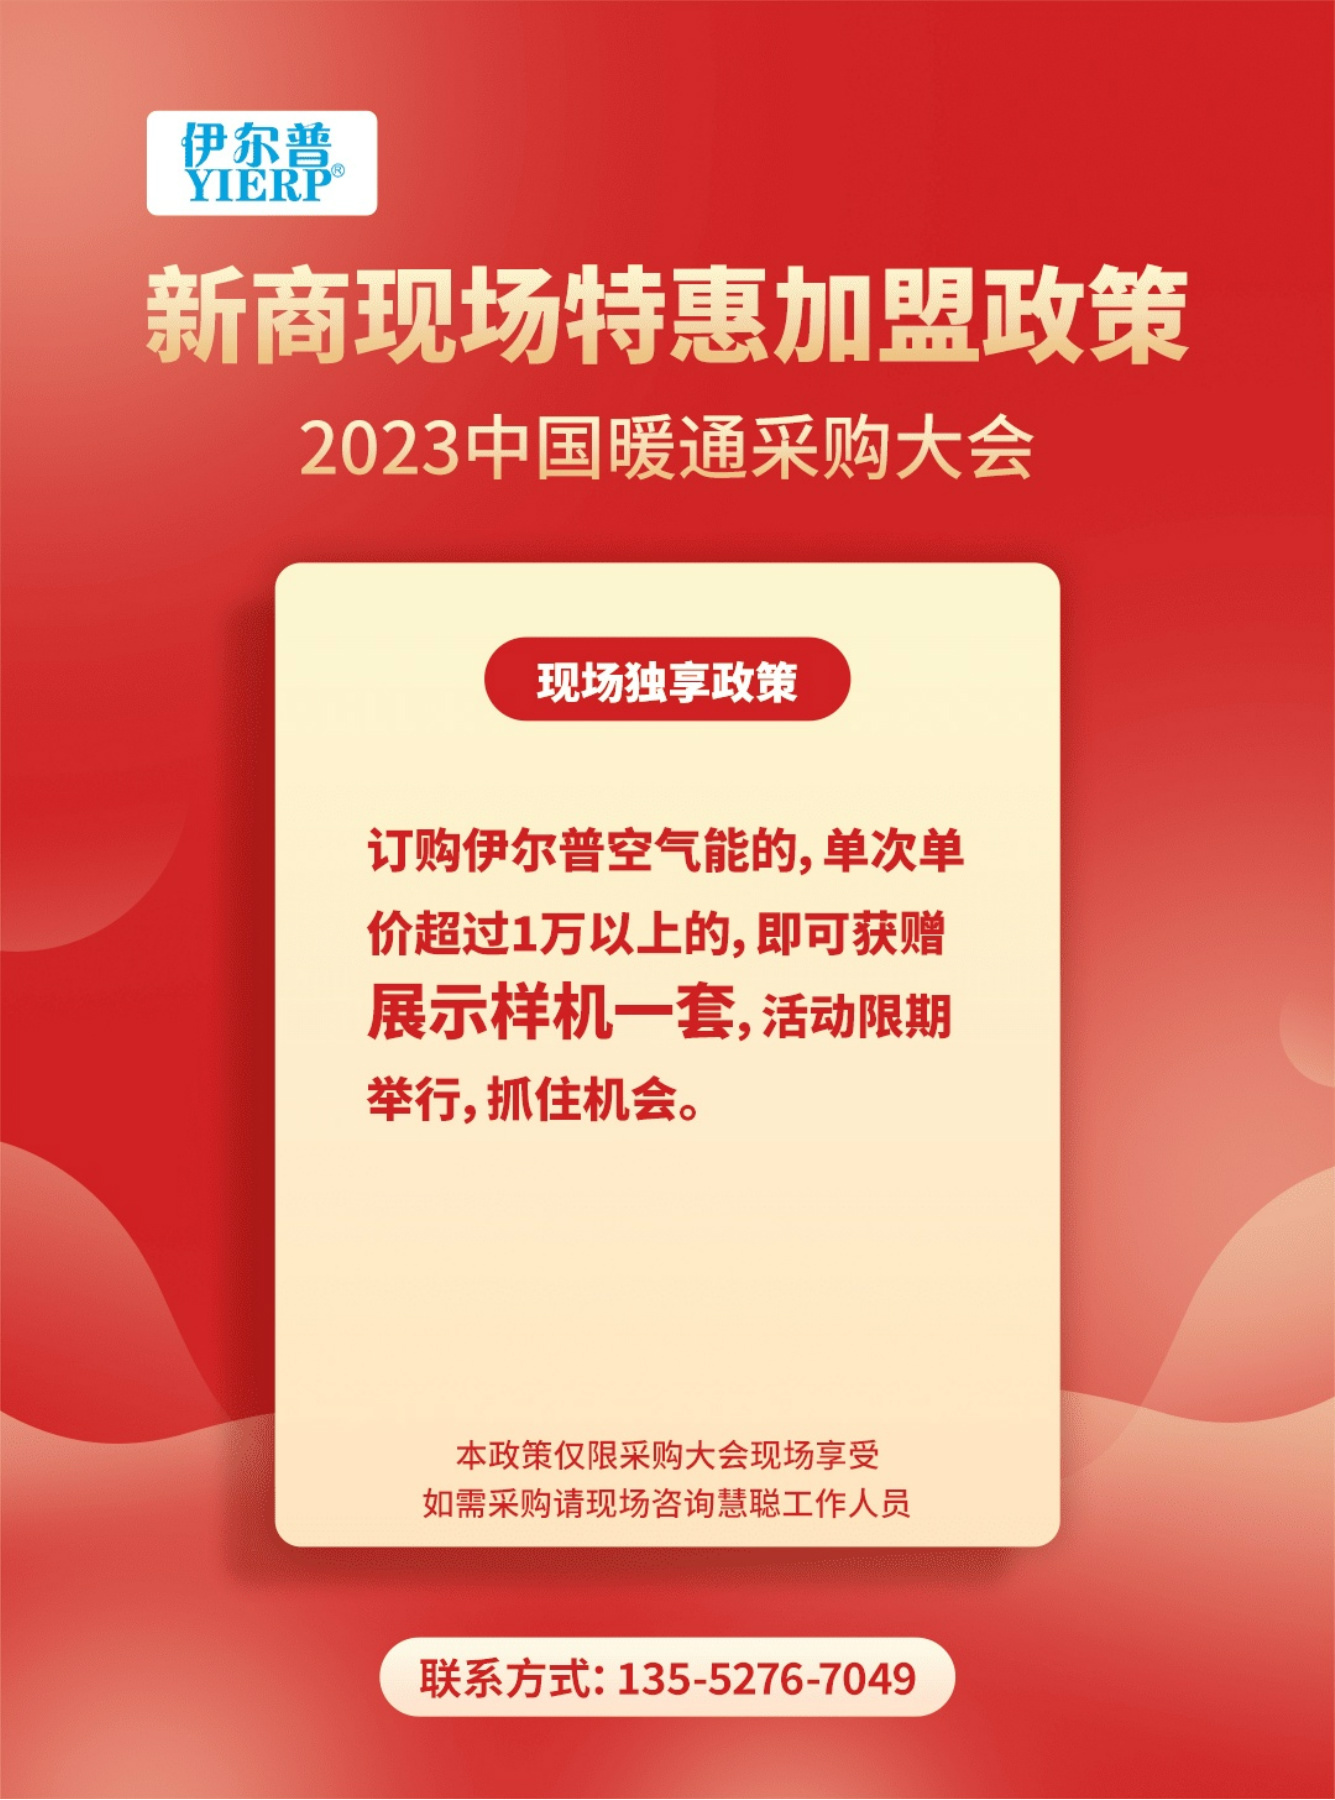 伊尔普
YIERP®
新商现场特惠加盟政策
2023中国暖通采购大会
现场独享政策
订购伊尔普空气能的，单次单
价超过1万以上的，即可获赠
展示样机一套，活动限期
举行，抓住机会。
本政策仅限采购大会现场享受
如需采购请现场咨询慧聪工作人员
联系方式：135-5276-7049